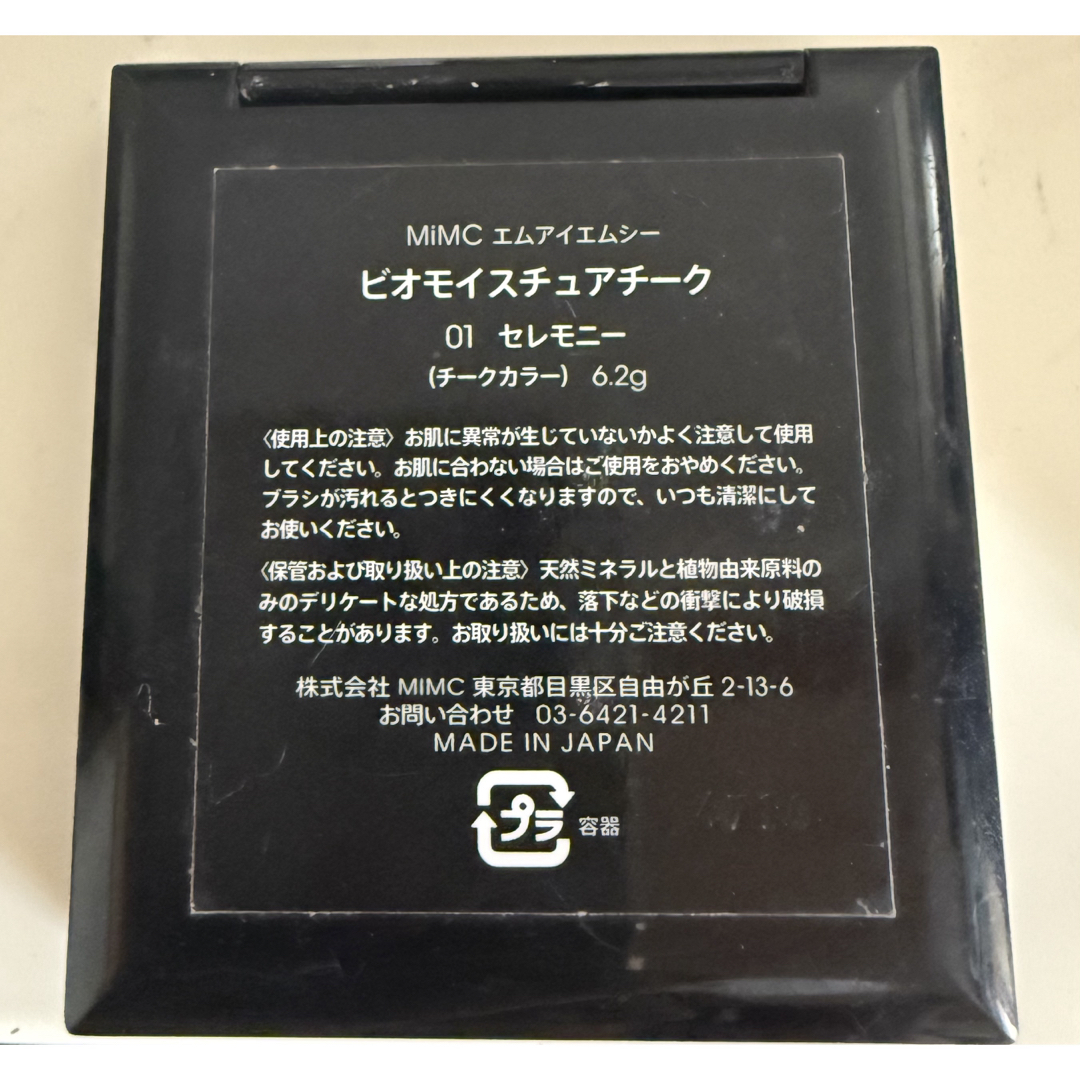 MiMC エムアイエムシー
ビオモイスチュアチーク
01 セレモニー
(チークカラー) 6.2g
〈使用上の注意〉お肌に異常が生じていないかよく注意して使用
してください。お肌に合わない場合はご使用をおやめください。
ブラシが汚れるとつきにくくなりますので、いつも清潔にして
お使いください。
〈保管および取り扱い上の注意〉天然ミネラルと植物由来原料の
みのデリケートな処方であるため、落下などの衝撃により破損
することがあります。お取り扱いには十分ご注意ください。
株式会社 MIMC 東京都目黒区自由が丘 2-13-6
お問い合わせ 03-6421-4211
MADE IN JAPAN
プラ 容器